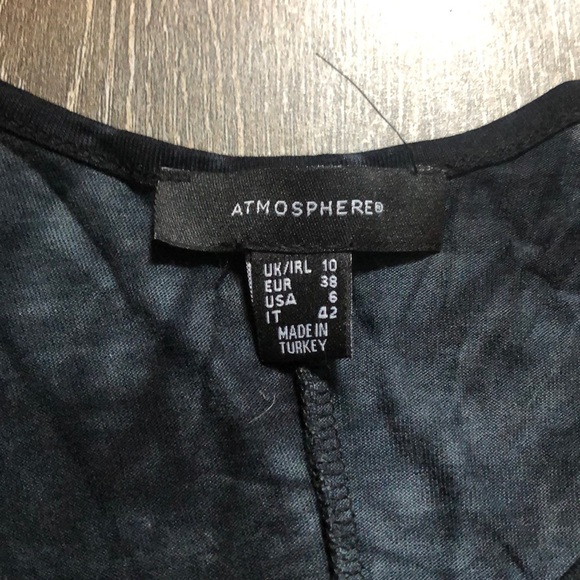 ATMOSPHERE®
UK/IRL 10
EUR 38
USA 6
IT 42
MADE IN
TURKEY